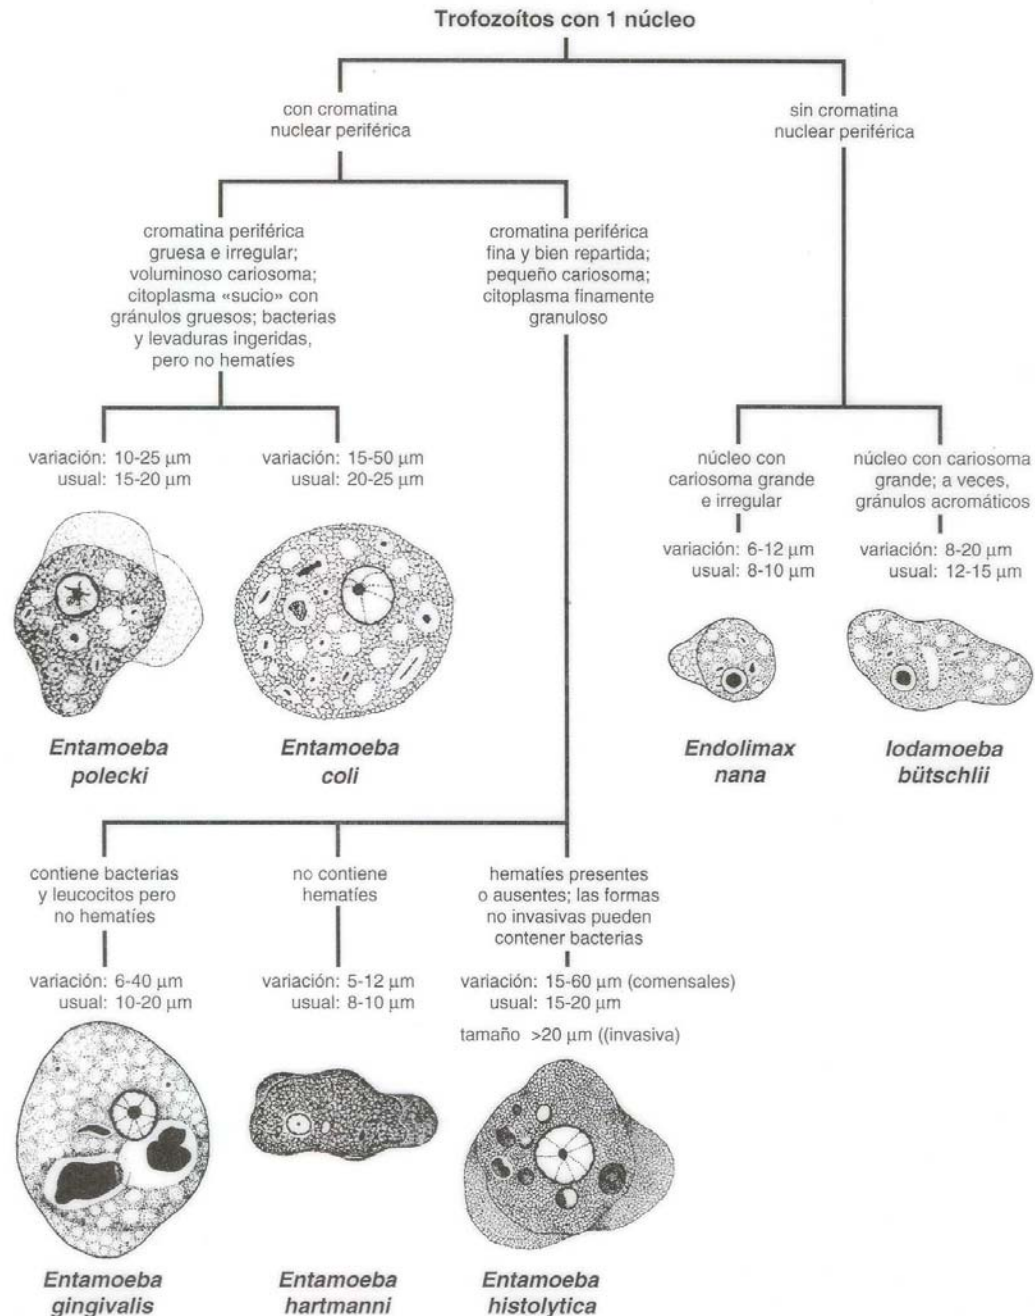 Trofozoítos con 1 núcleo
con cromatina
nuclear periférica
sin cromatina
nuclear periférica
cromatina periférica
gruesa e irregular;
voluminoso cariosoma;
citoplasma «sucio» con
gránulos gruesos; bacterias
y levaduras ingeridas,
pero no hematíes
cromatina periférica
fina y bien repartida;
pequeño cariosoma;
citoplasma finamente
granuloso
variación: 10-25 µm
usual: 15-20 µm
variación: 15-50 µm
usual: 20-25 µm
núcleo con
cariosoma grande
e irregular
núcleo con cariosoma
grande; a veces,
gránulos acromáticos
variación: 6-12 µm
usual: 8-10 µm
variación: 8-20 µm
usual: 12-15 µm
Entamoeba
polecki
Entamoeba
coli
Endolimax
nana
Iodamoeba
bütschlii
contiene bacterias
y leucocitos pero
no hematíes
no contiene
hematíes
hematíes presentes
o ausentes; las formas
no invasivas pueden
contener bacterias
variación: 6-40 µm
usual: 10-20 µm
variación: 5-12 µm
usual: 8-10 µm
variación: 15-60 µm (comensales)
usual: 15-20 µm
tamaño >20 µm ((invasiva)
Entamoeba
gingivalis
Entamoeba
hartmanni
Entamoeba
histolytica